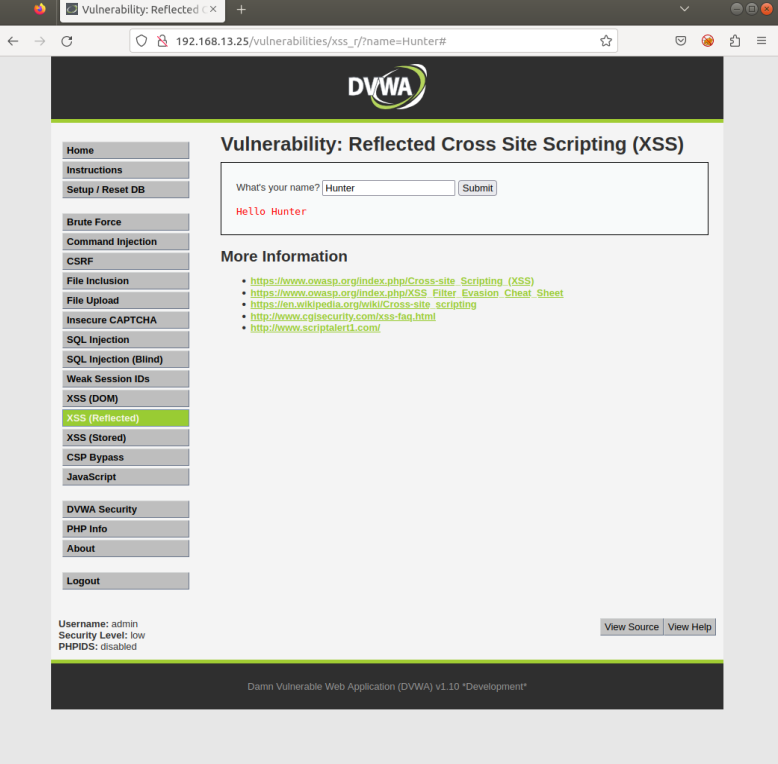 Vulnerability: Reflected C
192.168.13.25/vulnerabilities/xss_r/?name=Hunter#
DVWA
Home
Instructions
Setup / Reset DB
Brute Force
Command Injection
CSRF
File Inclusion
File Upload
Insecure CAPTCHA
SQL Injection
SQL Injection (Blind)
Weak Session IDs
XSS (DOM)
XSS (Reflected)
XSS (Stored)
CSP Bypass
JavaScript
DVWA Security
PHP Info
About
Logout
Vulnerability: Reflected Cross Site Scripting (XSS)
What's your name? Hunter Submit
Hello Hunter
More Information
https://www.owasp.org/index.php/Cross-site_Scripting_(XSS)
https://www.owasp.org/index.php/XSS_Filter_Evasion_Cheat_Sheet
https://en.wikipedia.org/wiki/Cross-site_scripting
http://www.cgisecurity.com/xss-faq.html
http://www.scriptalert1.com/
Username: admin
Security Level: low
PHPIDS: disabled
View Source View Help
Damn Vulnerable Web Application (DVWA) v1.10 *Development*